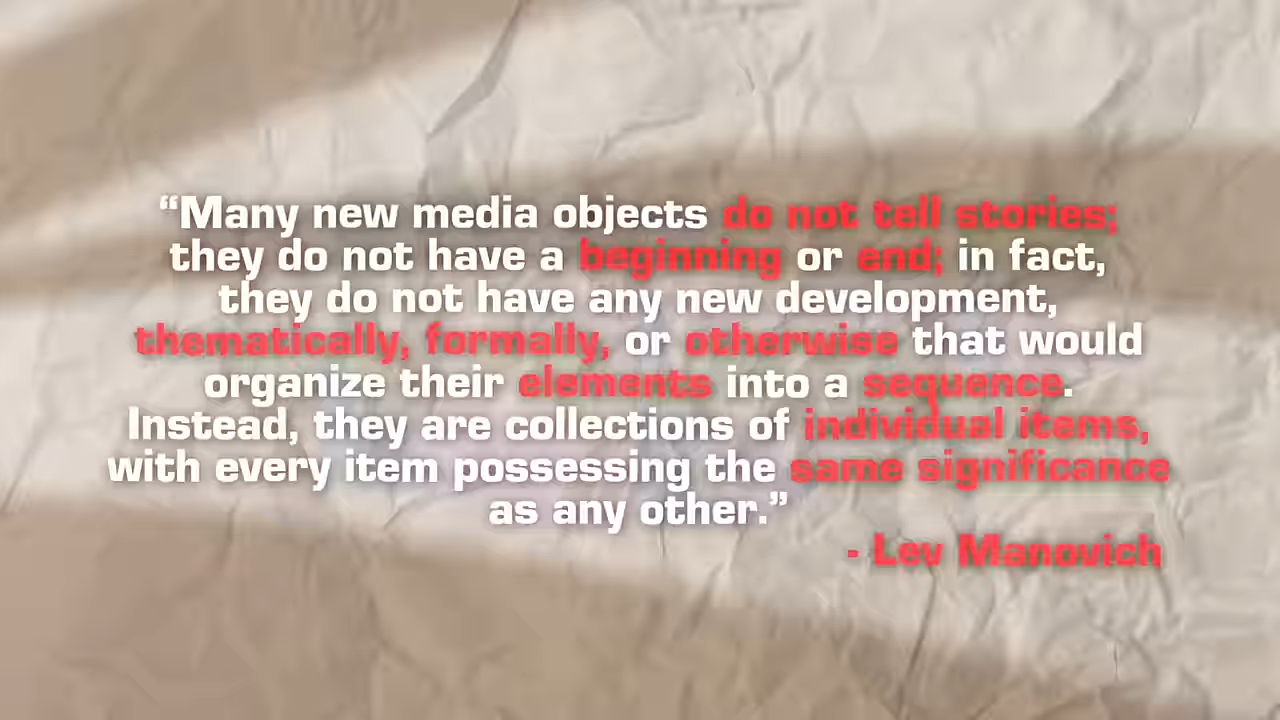 “Many new media objects do not tell stories;
they do not have a beginning or end; in fact,
they do not have any new development,
thematically, formally, or otherwise that would
organize their elements into a sequence.
Instead, they are collections of individual items,
with every item possessing the same significance
as any other.”
- Lev Manovich